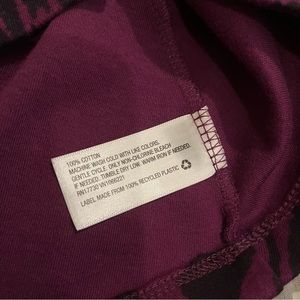 100% COTTON
MACHINE WASH COLD WITH LIKE COLORS.
GENTLE CYCLE. ONLY NON-CHLORINE BLEACH
IF NEEDED. TUMBLE DRY LOW. WARM IRON IF NEEDED.
RN17730 VN1006221
LABEL MADE FROM 100% RECYCLED PLASTIC